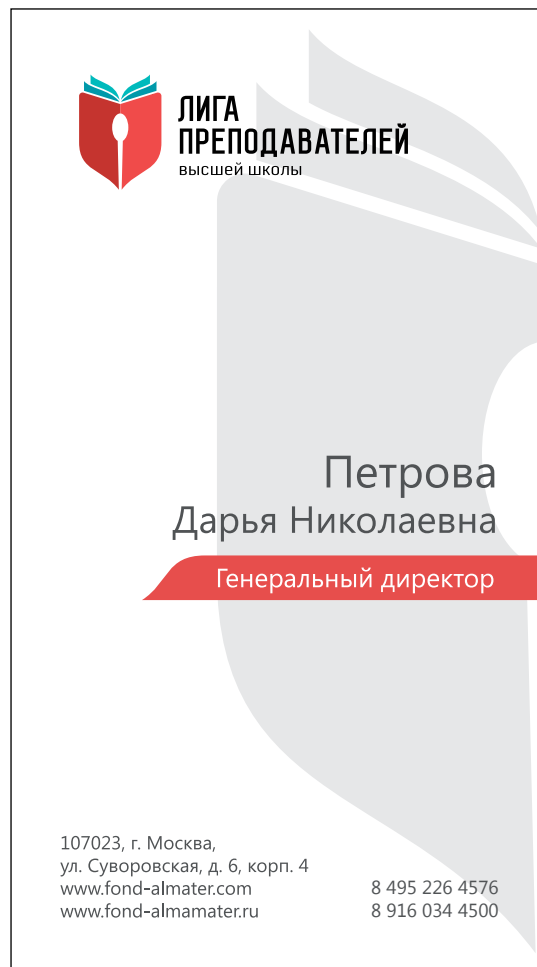 ЛИГА
ПРЕПОДАВАТЕЛЕЙ
высшей школы
Петрова
Дарья Николаевна
Генеральный директор
107023, г. Москва,
ул. Суворовская, д. 6, корп. 4
www.fond-almater.com
www.fond-almamater.ru
8 495 226 4576
8 916 034 4500